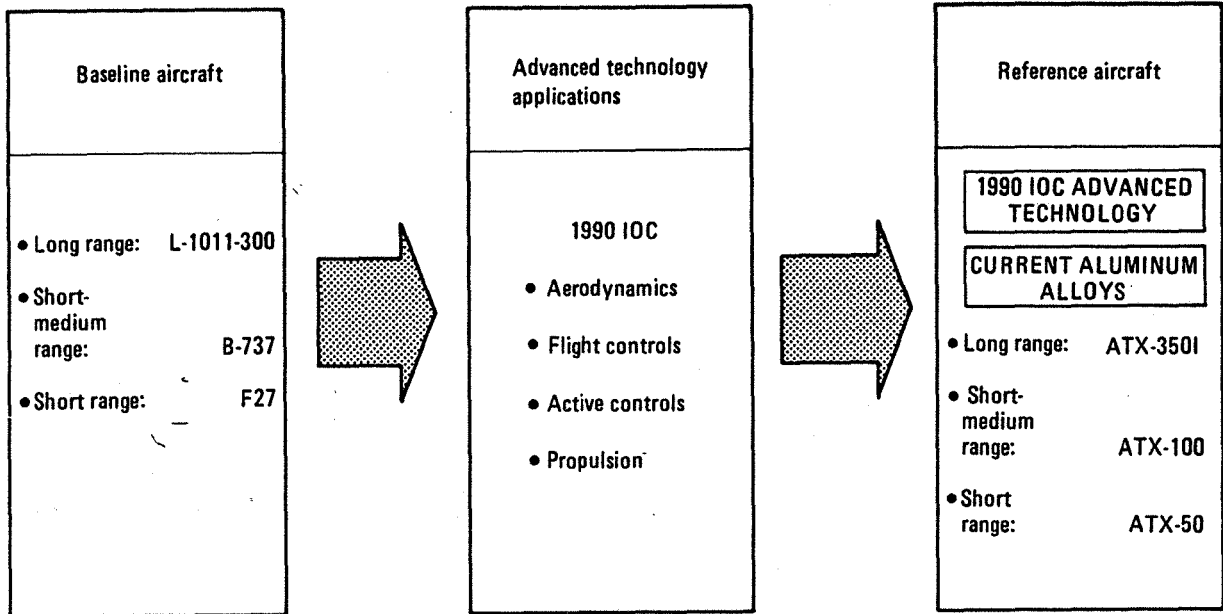 Baseline aircraft
• Long range: L-1011-300
• Short-
medium
range: B-737
• Short range: F27
Advanced technology
applications
1990 IOC
• Aerodynamics
• Flight controls
• Active controls
• Propulsion
Reference aircraft
1990 IOC ADVANCED
TECHNOLOGY
CURRENT ALUMINUM
ALLOYS
• Long range: ATX-350I
• Short-
medium
range: ATX-100
• Short
range: ATX-50